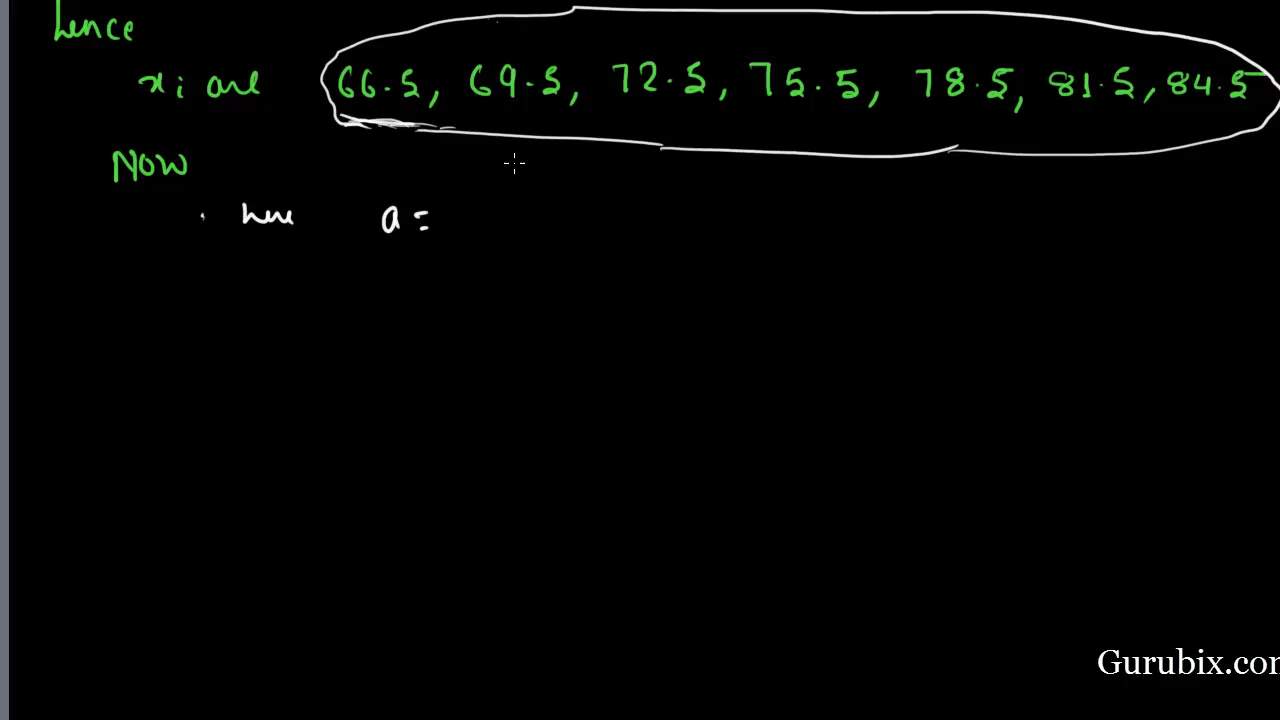 hence
xi are 66.5, 69.5, 72.5, 75.5, 78.5, 81.5, 84.5
NOW
. here a =
Gurubix.com